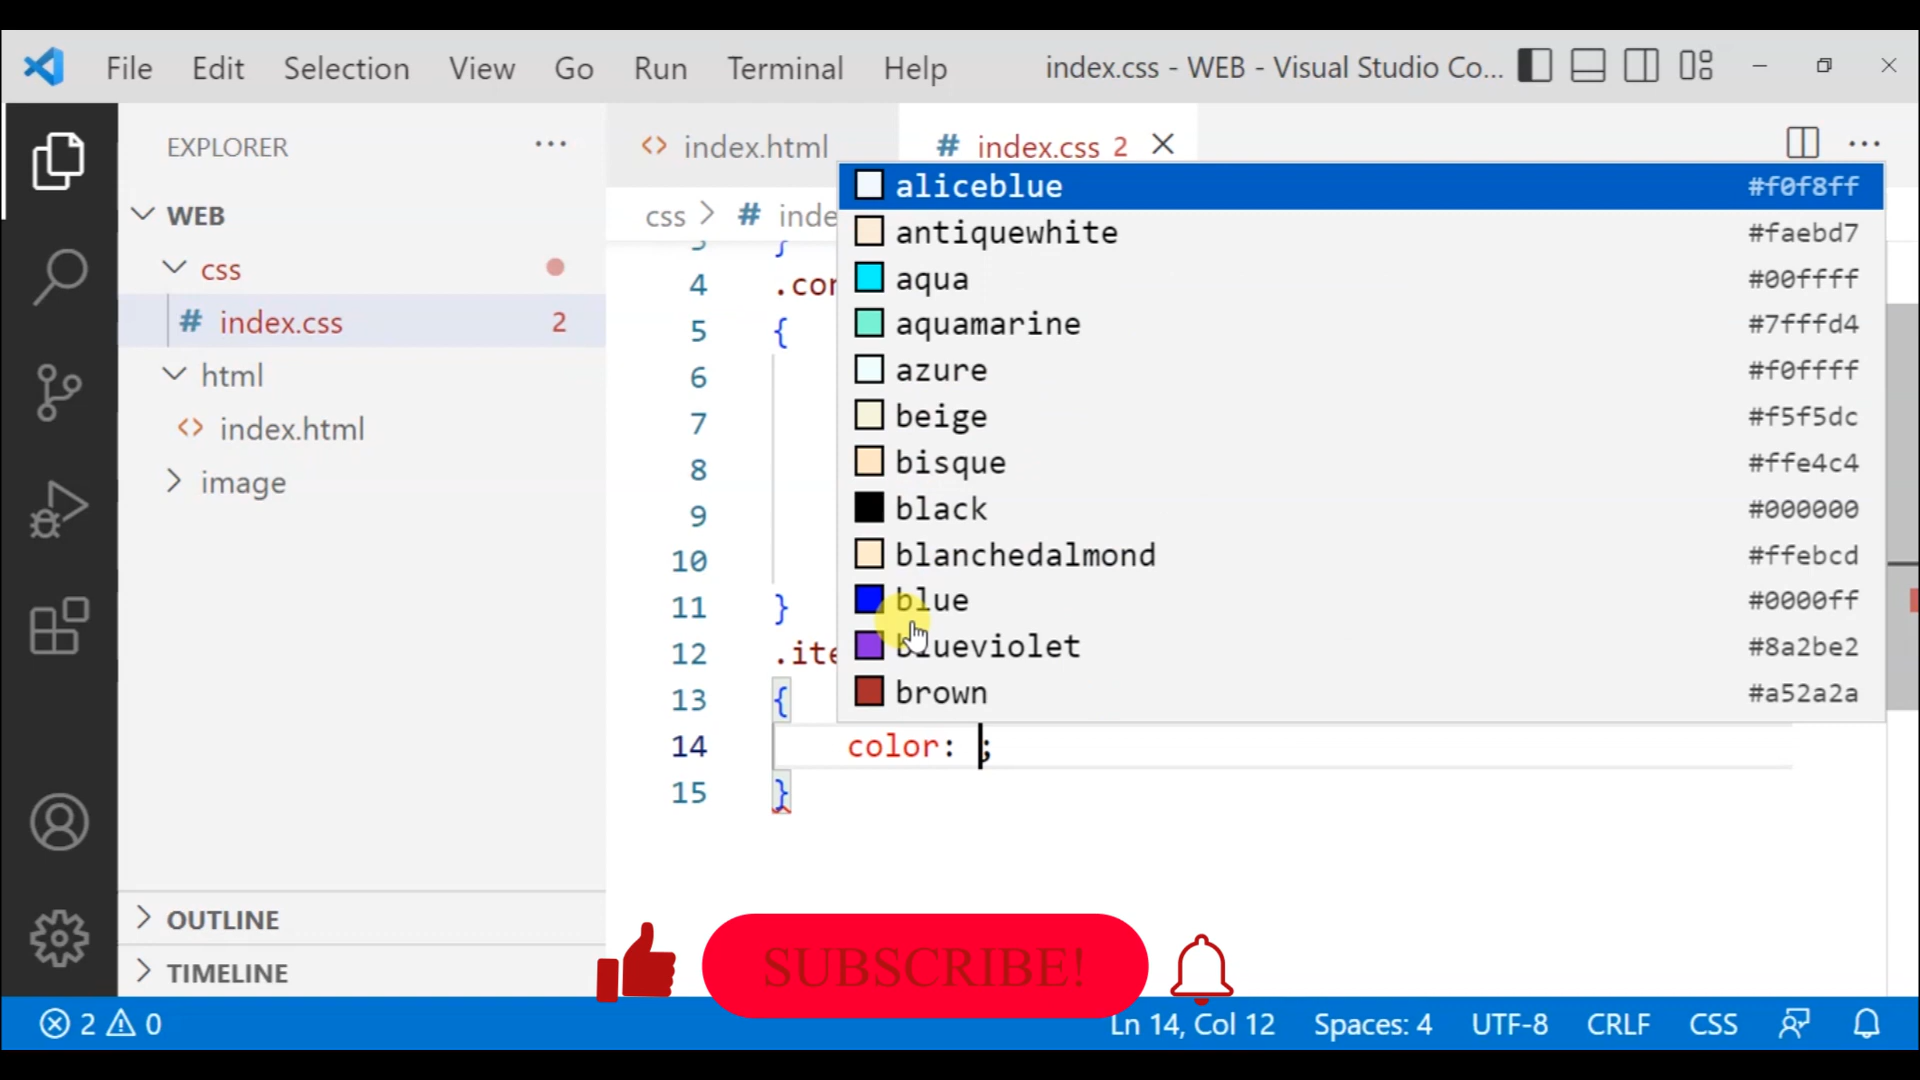 File Edit Selection View Go Run Terminal Help index.css - WEB - Visual Studio Co...
EXPLORER ...
index.html
# index.css 2
WEB
css
# index.css 2
html
index.html
image
OUTLINE
TIMELINE
css > # inde
4 .con
5 {
6
7
8
9
10
11 }
12 .ite
13 {
14 color: ;
15 }
aliceblue #f0f8ff
antiquewhite #faebd7
aqua #00ffff
aquamarine #7fffd4
azure #f0ffff
beige #f5f5dc
bisque #ffe4c4
black #000000
blanchedalmond #ffebcd
blue #0000ff
blueviolet #8a2be2
brown #a52a2a
SUBSCRIBE!
2 0 Ln 14, Col 12 Spaces: 4 UTF-8 CRLF CSS